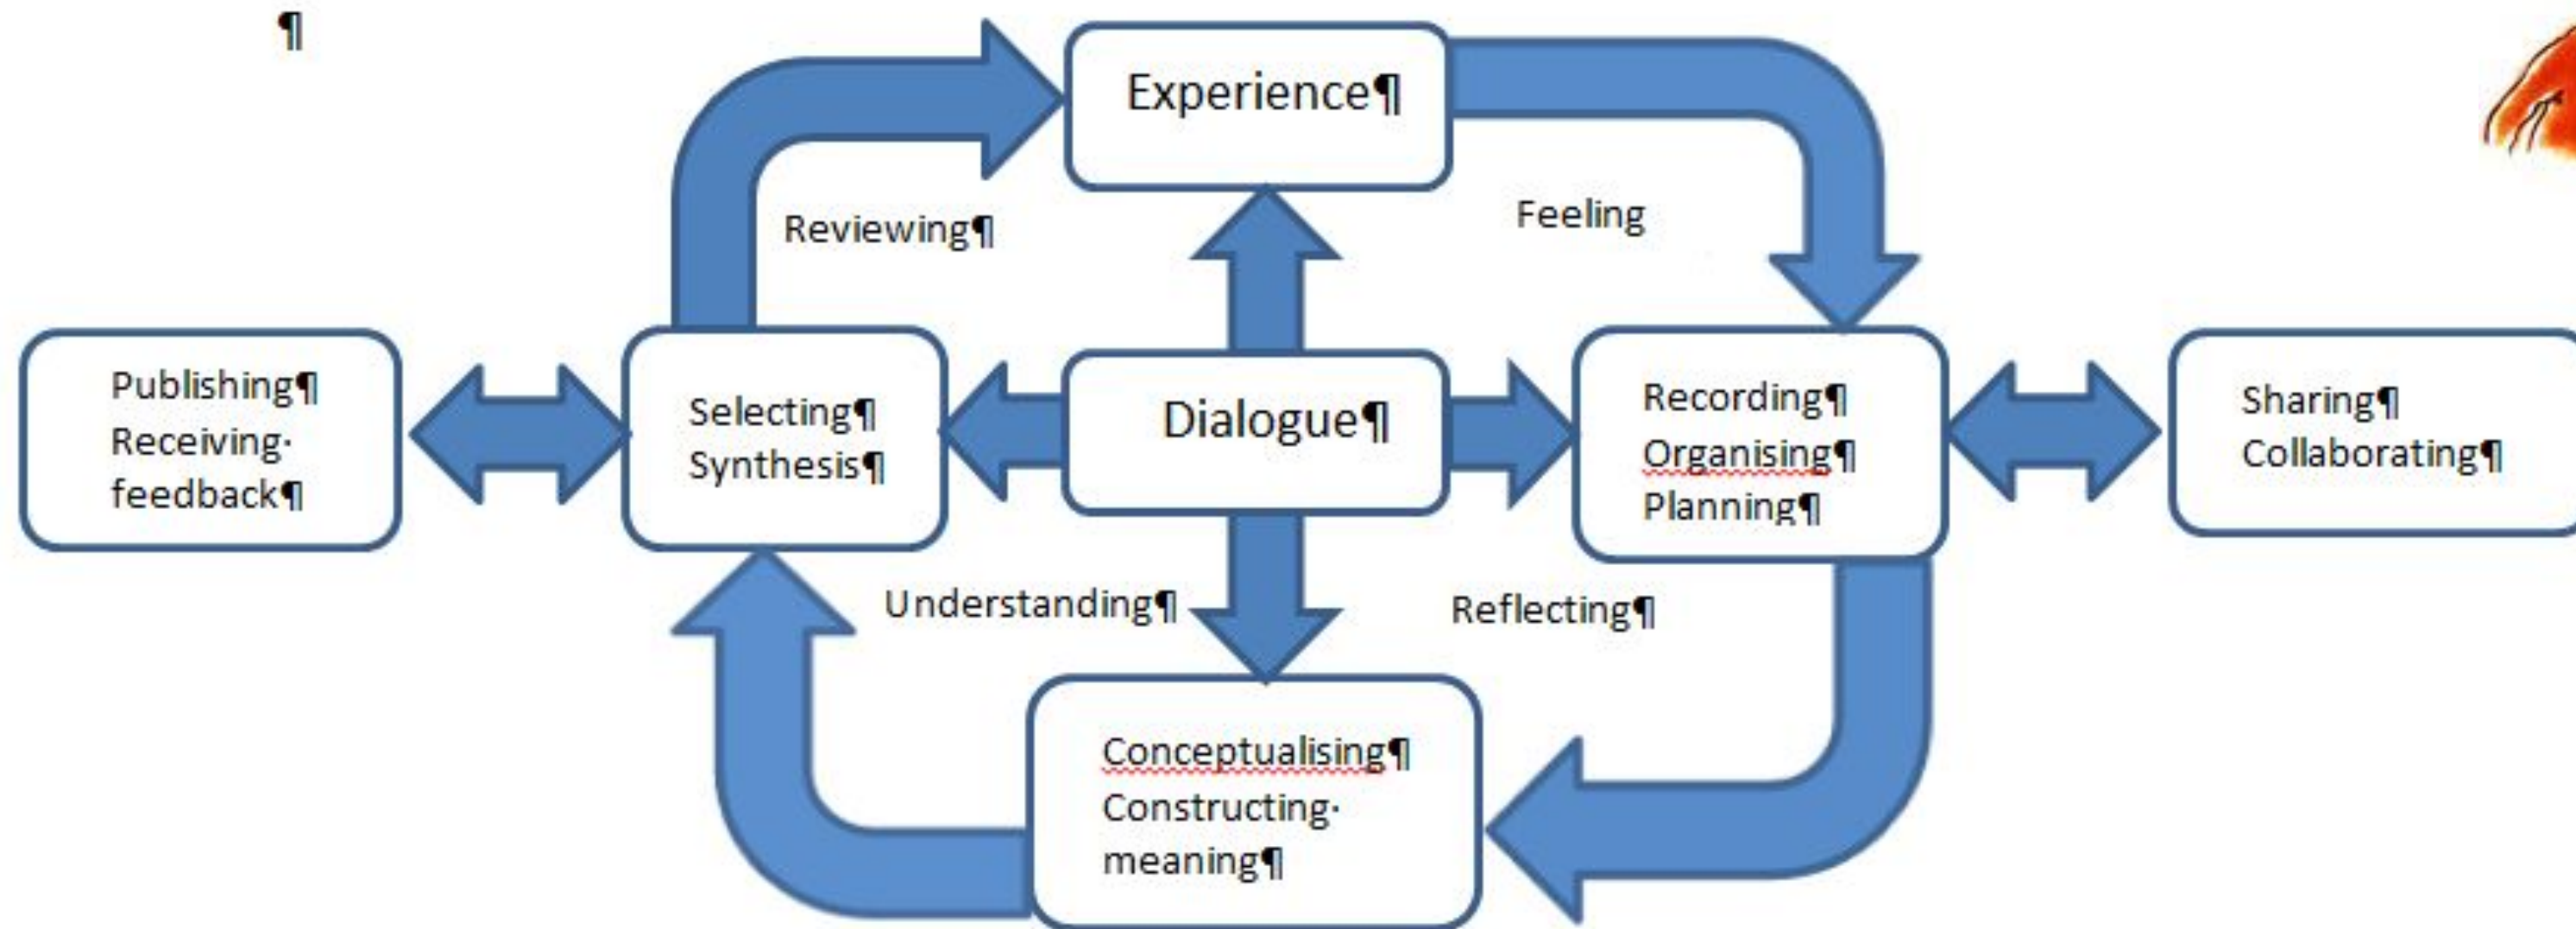 ¶
Experience¶
Reviewing¶
Feeling
Publishing¶
Receiving·
feedback¶
Selecting¶
Synthesis¶
Dialogue¶
Recording¶
Organising¶
Planning¶
Sharing¶
Collaborating¶
Understanding¶
Reflecting¶
Conceptualising¶
Constructing·
meaning¶